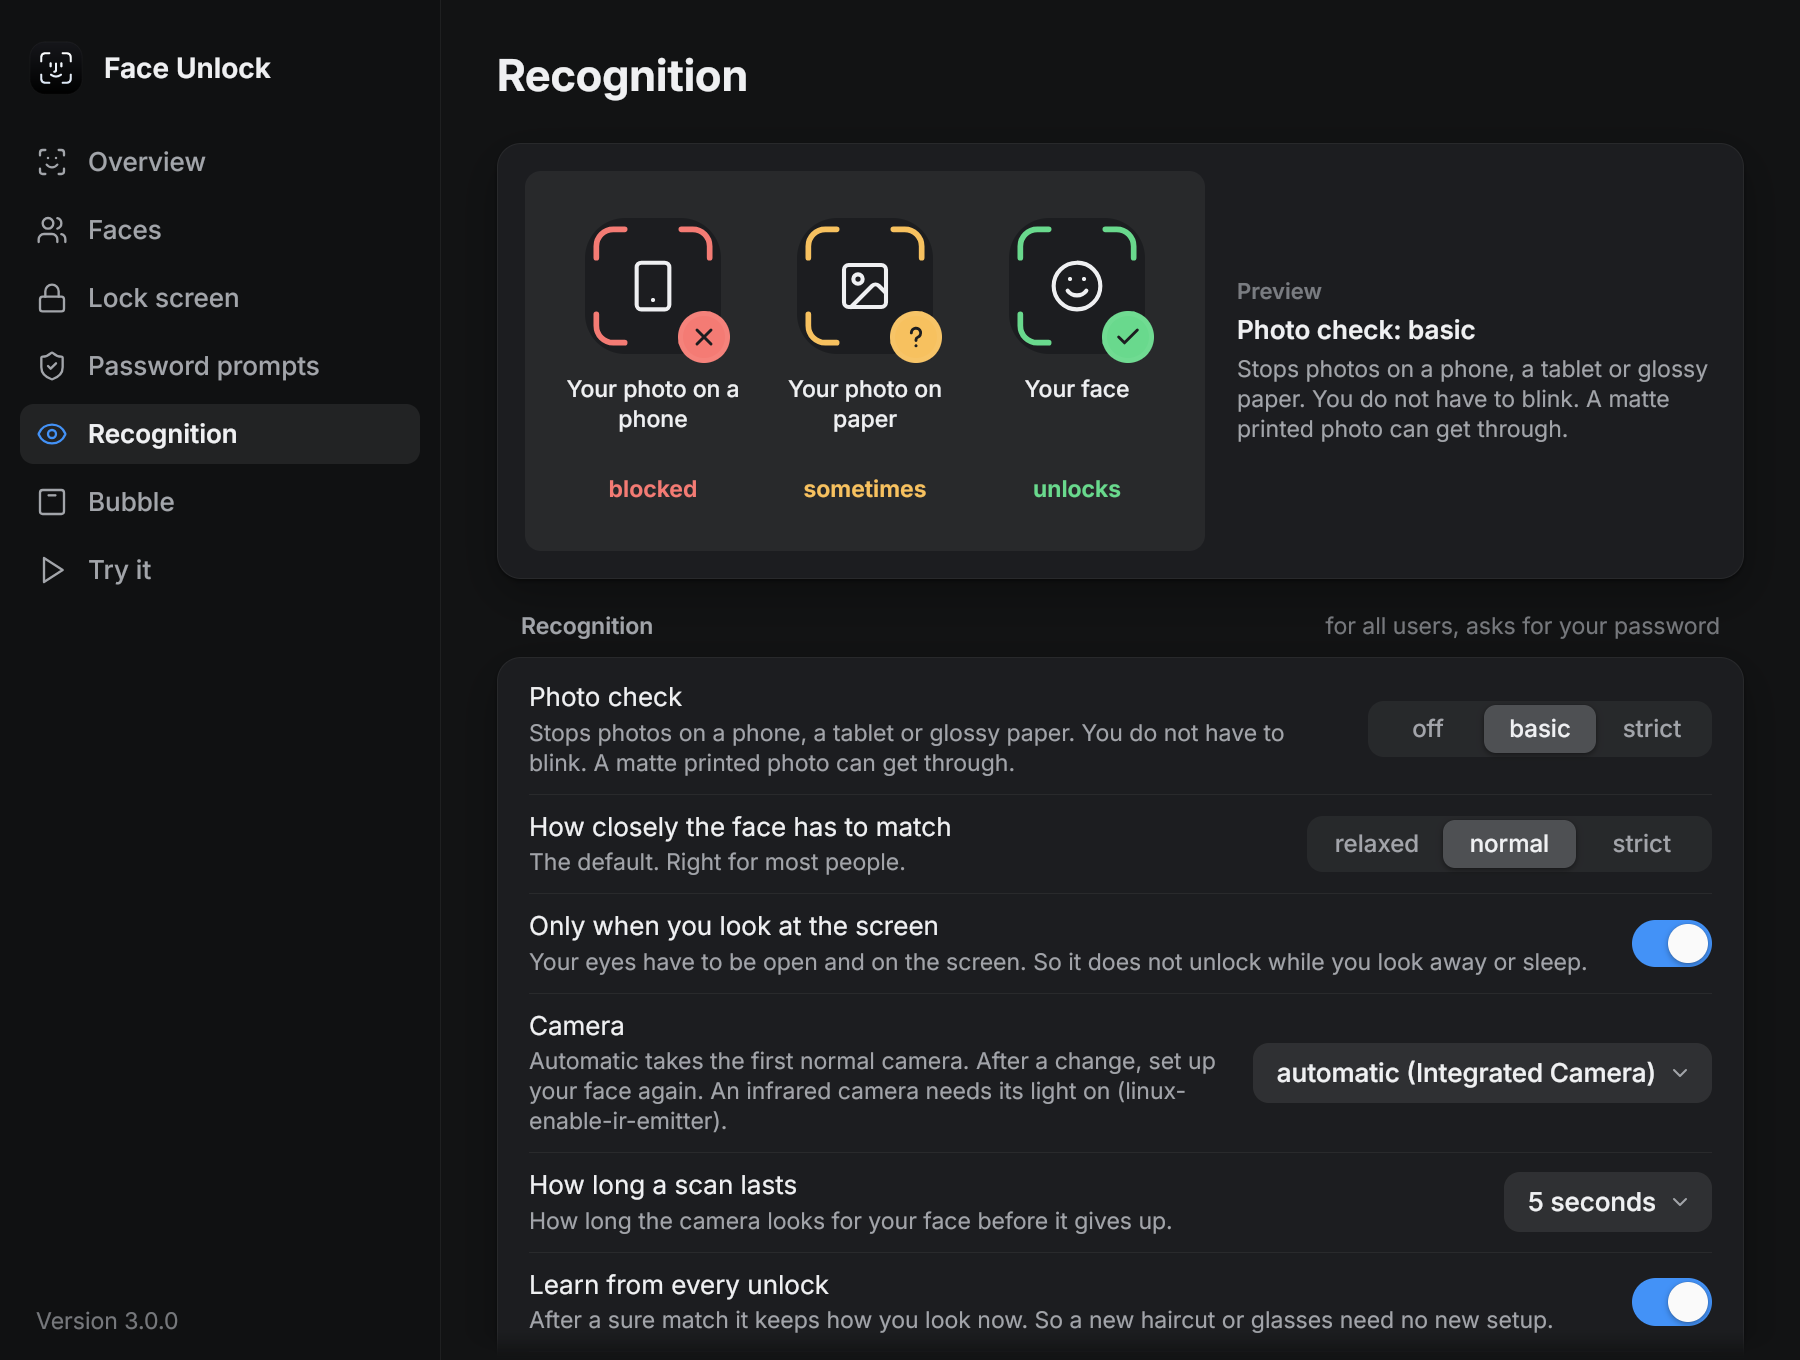 Face Unlock
Overview
Faces
Lock screen
Password prompts
Recognition
Bubble
Try it
Version 3.0.0
Recognition
Your photo on a
phone
blocked
?
Your photo on
paper
sometimes
Your face
unlocks
Preview
Photo check: basic
Stops photos on a phone, a tablet or glossy
paper. You do not have to blink. A matte
printed photo can get through.
Recognition
for all users, asks for your password
Photo check
Stops photos on a phone, a tablet or glossy paper. You do not have to
blink. A matte printed photo can get through.
off basic strict
How closely the face has to match
The default. Right for most people.
relaxed normal strict
Only when you look at the screen
Your eyes have to be open and on the screen. So it does not unlock while you look away or sleep.
Camera
Automatic takes the first normal camera. After a change, set up
your face again. An infrared camera needs its light on (linux-
enable-ir-emitter).
automatic (Integrated Camera)
How long a scan lasts
How long the camera looks for your face before it gives up.
5 seconds
Learn from every unlock
After a sure match it keeps how you look now. So a new haircut or glasses need no new setup.